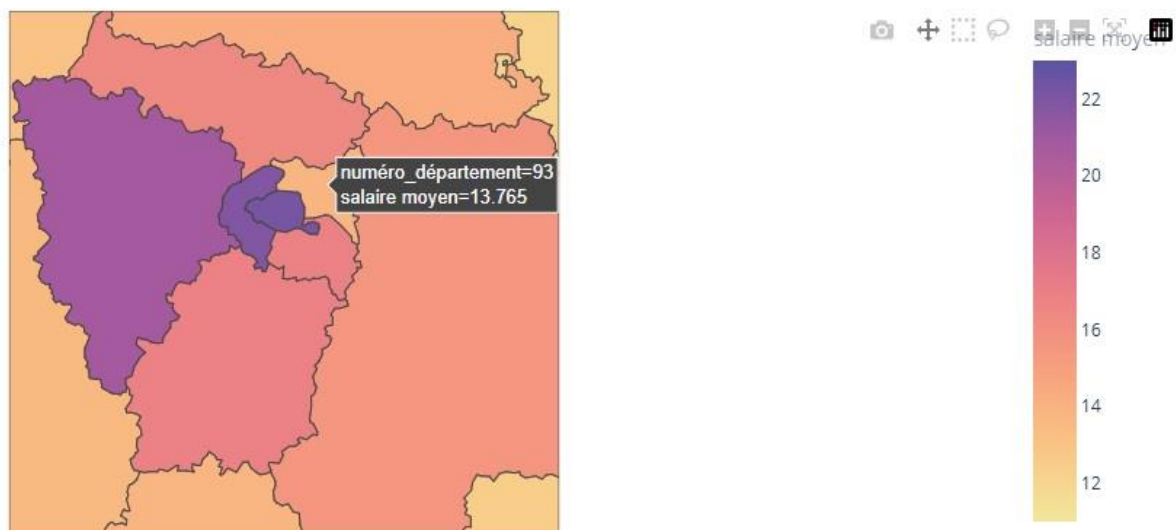 salaire moyen
numéro_département=93
salaire moyen=13.765
22
20
18
16
14
12